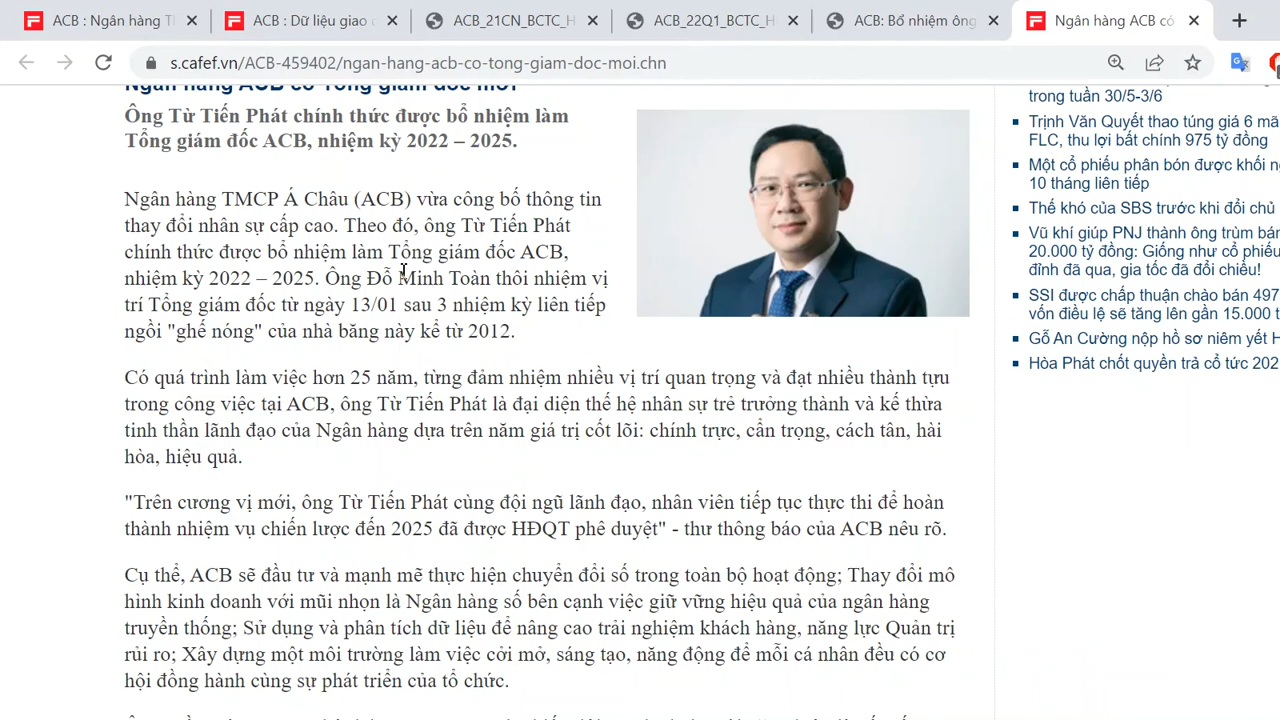 ACB : Ngân hàng T
ACB : Dữ liệu giao
ACB_21CN_BCTC_H
ACB_22Q1_BCTC_H
ACB: Bổ nhiệm ông
Ngân hàng ACB có
s.cafef.vn/ACB-459402/ngan-hang-acb-co-tong-giam-doc-moi.chn
Ngân hàng ACB có Tổng giám đốc mới
Ông Từ Tiến Phát chính thức được bổ nhiệm làm
Tổng giám đốc ACB, nhiệm kỳ 2022 – 2025.
Ngân hàng TMCP Á Châu (ACB) vừa công bố thông tin
thay đổi nhân sự cấp cao. Theo đó, ông Từ Tiến Phát
chính thức được bổ nhiệm làm Tổng giám đốc ACB,
nhiệm kỳ 2022 – 2025. Ông Đỗ Minh Toàn thôi nhiệm vị
trí Tổng giám đốc từ ngày 13/01 sau 3 nhiệm kỳ liên tiếp
ngồi "ghế nóng" của nhà băng này kể từ 2012.
Có quá trình làm việc hơn 25 năm, từng đảm nhiệm nhiều vị trí quan trọng và đạt nhiều thành tựu
trong công việc tại ACB, ông Từ Tiến Phát là đại diện thế hệ nhân sự trẻ trưởng thành và kế thừa
tinh thần lãnh đạo của Ngân hàng dựa trên năm giá trị cốt lõi: chính trực, cẩn trọng, cách tân, hài
hòa, hiệu quả.
"Trên cương vị mới, ông Từ Tiến Phát cùng đội ngũ lãnh đạo, nhân viên tiếp tục thực thi để hoàn
thành nhiệm vụ chiến lược đến 2025 đã được HĐQT phê duyệt" - thư thông báo của ACB nêu rõ.
Cụ thể, ACB sẽ đầu tư và mạnh mẽ thực hiện chuyển đổi số trong toàn bộ hoạt động; Thay đổi mô
hình kinh doanh với mũi nhọn là Ngân hàng số bên cạnh việc giữ vững hiệu quả của ngân hàng
truyền thống; Sử dụng và phân tích dữ liệu để nâng cao trải nghiệm khách hàng, năng lực Quản trị
rủi ro; Xây dựng một môi trường làm việc cởi mở, sáng tạo, năng động để mỗi cá nhân đều có cơ
hội đồng hành cùng sự phát triển của tổ chức.
trong tuần 30/5-3/6
Trịnh Văn Quyết thao túng giá 6 mã
FLC, thu lợi bất chính 975 tỷ đồng
Một cổ phiếu phân bón được khối
10 tháng liên tiếp
Thế khó của SBS trước khi đổi chủ
Vũ khí giúp PNJ thành ông trùm bán
20.000 tỷ đồng: Giống như cổ phiếu
đỉnh đã qua, gia tốc đã đổi chiều!
SSI được chấp thuận chào bán 497
vốn điều lệ sẽ tăng lên gần 15.000
Gỗ An Cường nộp hồ sơ niêm yết H
Hòa Phát chốt quyền trả cổ tức 202